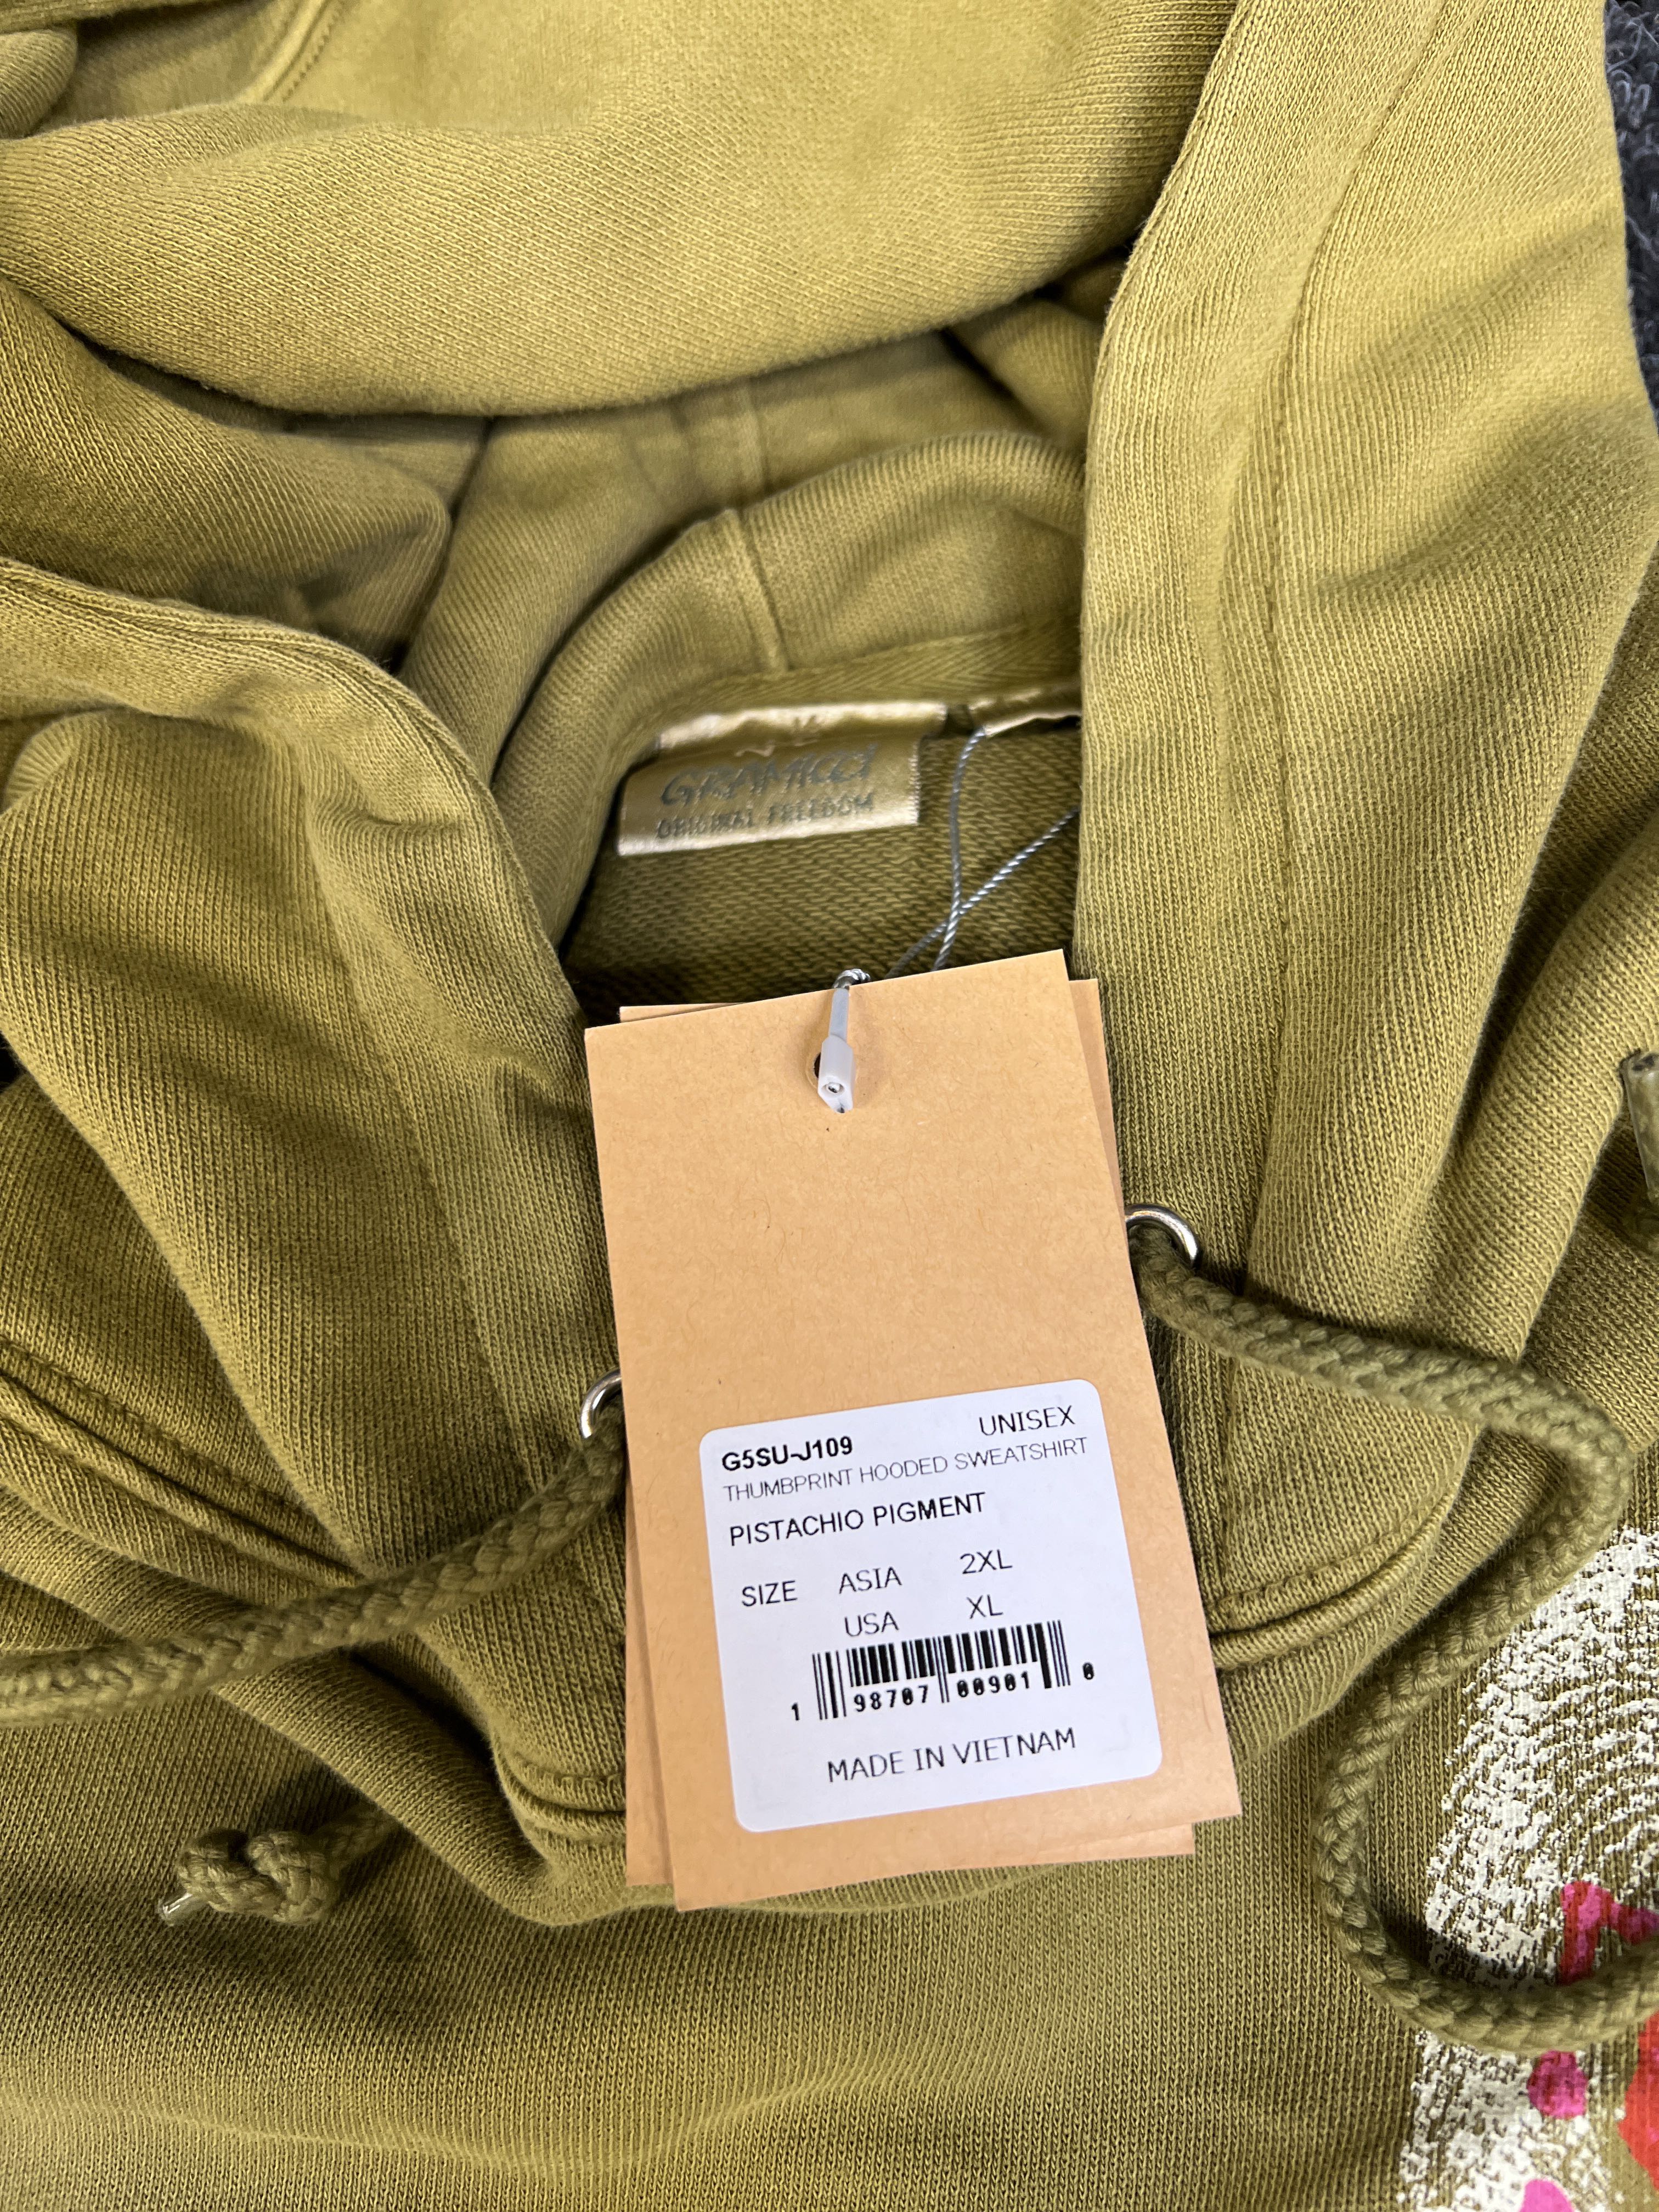 GRAMICCI
ORIGINAL FREEDOM
G5SU-J109 UNISEX
THUMBPRINT HOODED SWEATSHIRT
PISTACHIO PIGMENT
SIZE ASIA 2XL
USA XL
1 98707 00901 0
MADE IN VIETNAM